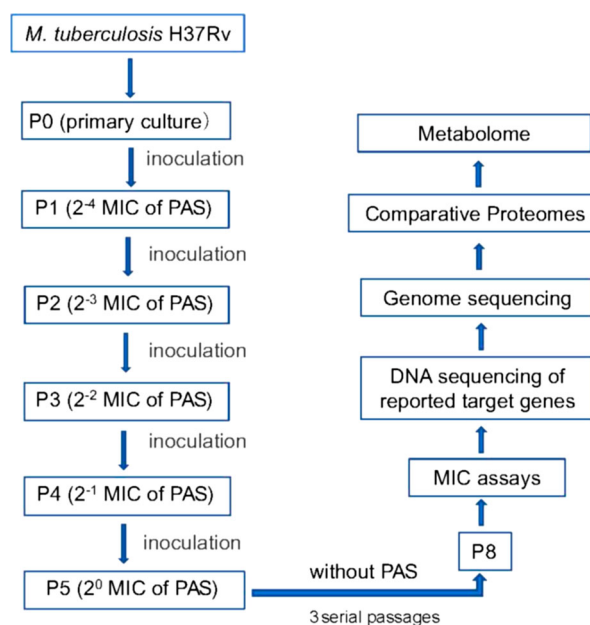 M. tuberculosis H37Rv
P0 (primary culture）
inoculation
P1 (2⁻⁴ MIC of PAS)
inoculation
P2 (2⁻³ MIC of PAS)
inoculation
P3 (2⁻² MIC of PAS)
inoculation
P4 (2⁻¹ MIC of PAS)
inoculation
P5 (2⁰ MIC of PAS)
without PAS
3 serial passages
P8
MIC assays
DNA sequencing of
reported target genes
Genome sequencing
Comparative Proteomes
Metabolome